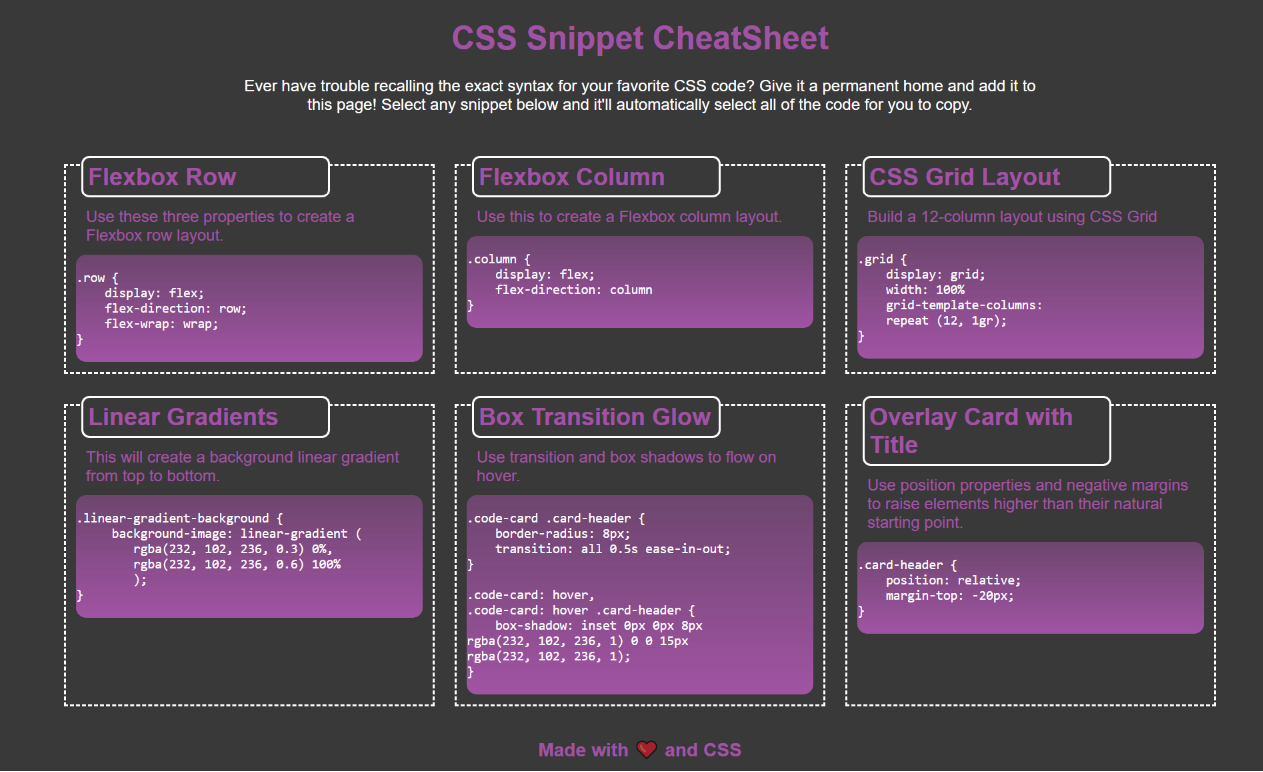 CSS Snippet CheatSheet
Ever have trouble recalling the exact syntax for your favorite CSS code? Give it a permanent home and add it to
this page! Select any snippet below and it'll automatically select all of the code for you to copy.
Flexbox Row
Use these three properties to create a
Flexbox row layout.
.row {
    display: flex;
    flex-direction: row;
    flex-wrap: wrap;
}
Flexbox Column
Use this to create a Flexbox column layout.
.column {
    display: flex;
    flex-direction: column
}
CSS Grid Layout
Build a 12-column layout using CSS Grid
.grid {
    display: grid;
    width: 100%
    grid-template-columns:
    repeat (12, 1gr);
}
Linear Gradients
This will create a background linear gradient
from top to bottom.
.linear-gradient-background {
     background-image: linear-gradient (
        rgba(232, 102, 236, 0.3) 0%,
        rgba(232, 102, 236, 0.6) 100%
        );
}
Box Transition Glow
Use transition and box shadows to flow on
hover.
.code-card .card-header {
    border-radius: 8px;
    transition: all 0.5s ease-in-out;
}

.code-card: hover,
.code-card: hover .card-header {
    box-shadow: inset 0px 0px 8px
rgba(232, 102, 236, 1) 0 0 15px
rgba(232, 102, 236, 1);
}
Overlay Card with
Title
Use position properties and negative margins
to raise elements higher than their natural
starting point.
.card-header {
    position: relative;
    margin-top: -20px;
}
Made with ❤️ and CSS